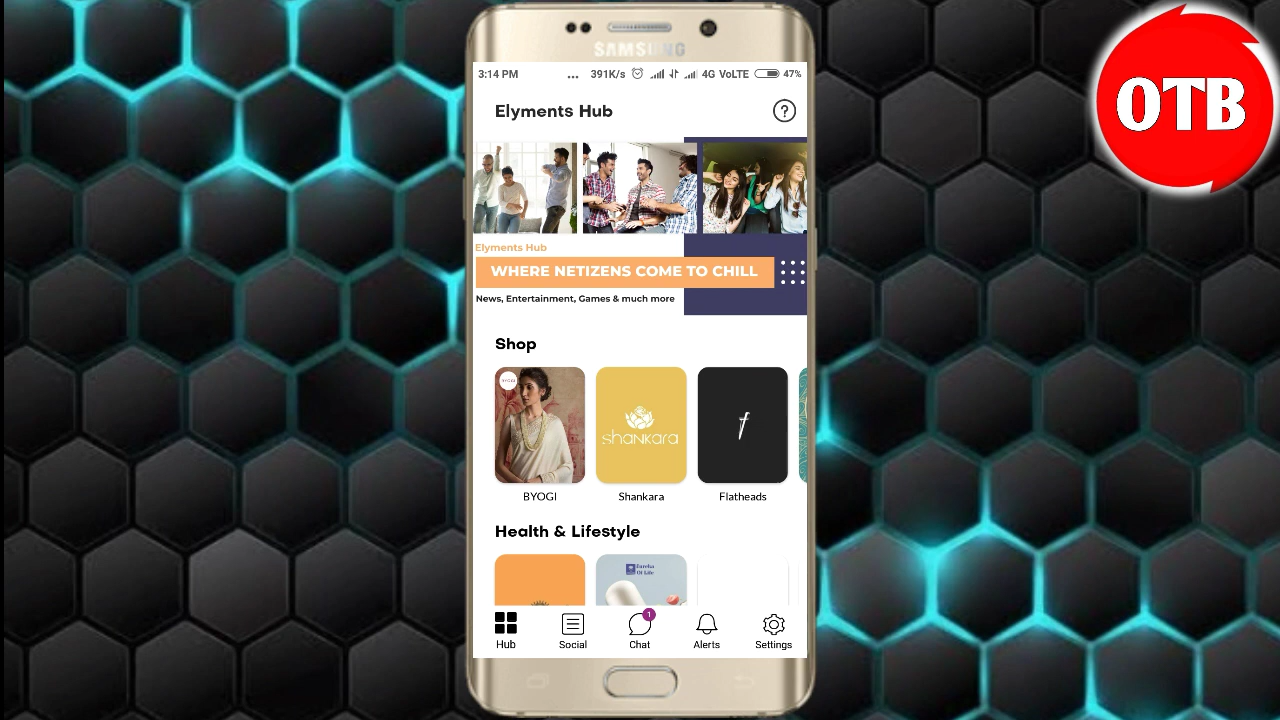 SAMSUNG
OTB
3:14 PM ... 391K/s 4G VoLTE 47%
Elyments Hub ?
Elyments Hub
WHERE NETIZENS COME TO CHILL
News, Entertainment, Games & much more
Shop
BYOGI
shankara
f
BYOGI Shankara Flatheads
Health & Lifestyle
Eureka
Of Life
1
Hub Social Chat Alerts Settings